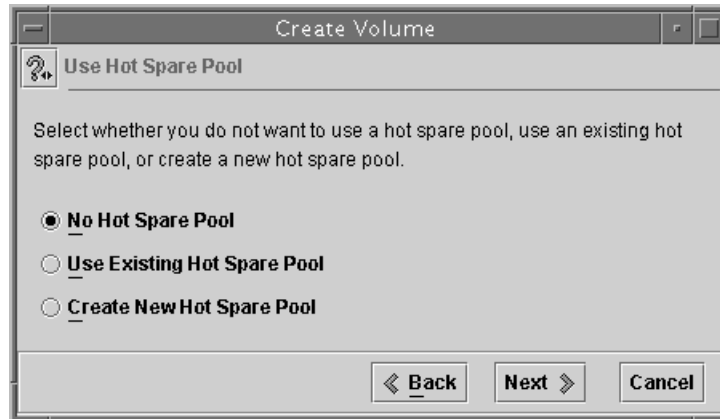 Create Volume
Use Hot Spare Pool
Select whether you do not want to use a hot spare pool, use an existing hot
spare pool, or create a new hot spare pool.
No Hot Spare Pool
Use Existing Hot Spare Pool
Create New Hot Spare Pool
Back Next Cancel